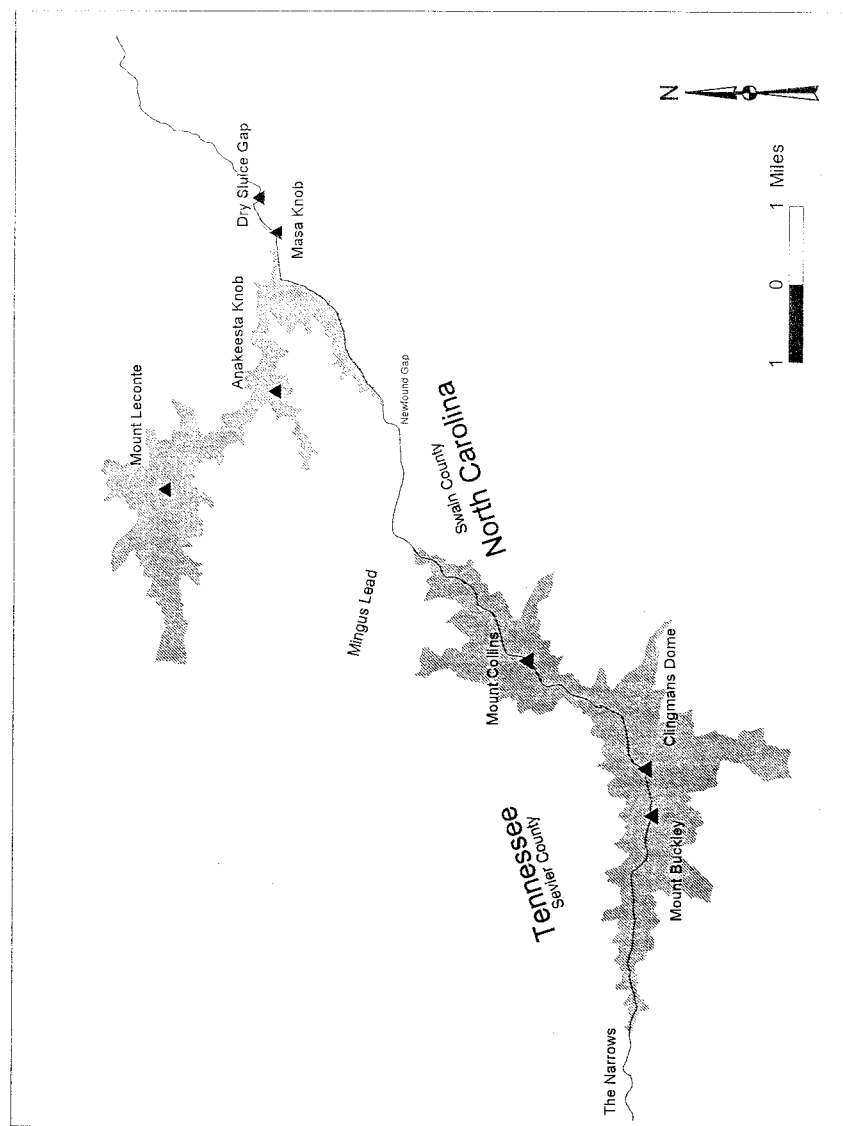 Dry Sluice Gap
Masa Knob
Anakeesta Knob
Mount Leconte
Newfound Gap
Swain County
North Carolina
Mingus Lead
Mount Collins
Clingmans Dome
Tennessee
Sevier County
Mount Buckley
The Narrows
N
1 0 1 Miles